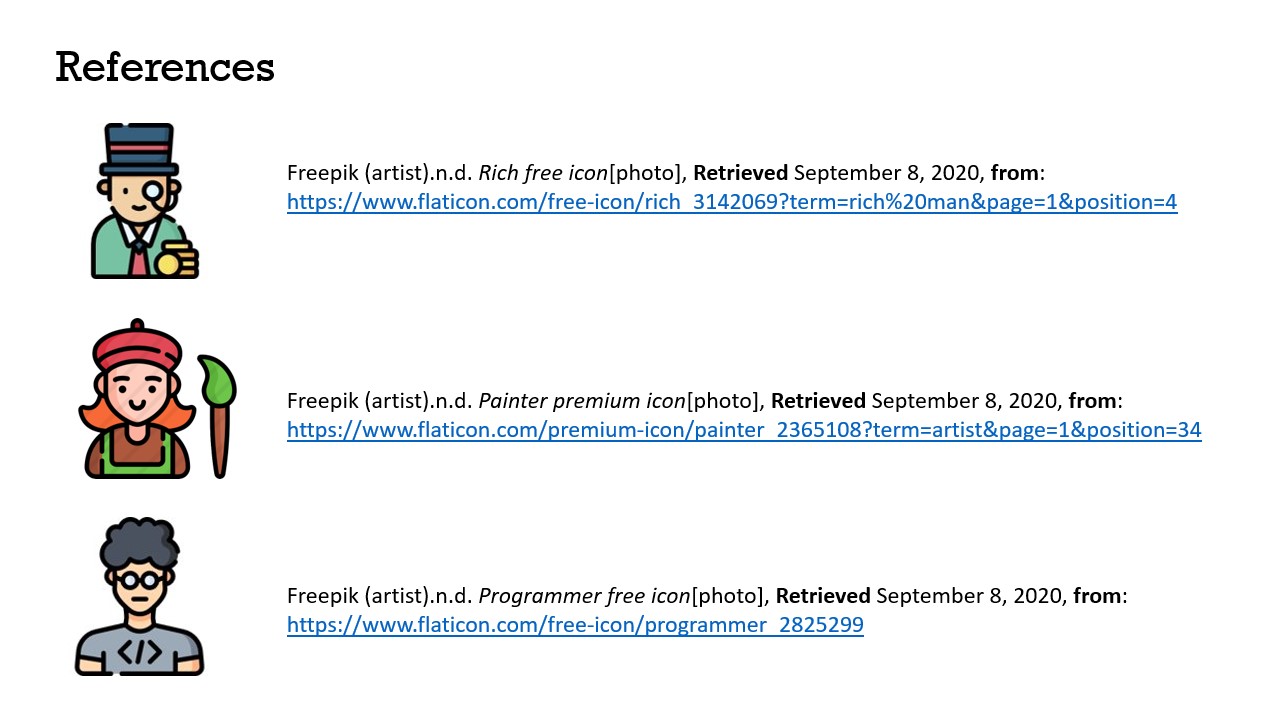 References
Freepik (artist).n.d. Rich free icon[photo], Retrieved September 8, 2020, from:
https://www.flaticon.com/free-icon/rich_3142069?term=rich%20man&page=1&position=4
Freepik (artist).n.d. Painter premium icon[photo], Retrieved September 8, 2020, from:
https://www.flaticon.com/premium-icon/painter_2365108?term=artist&page=1&position=34
Freepik (artist).n.d. Programmer free icon[photo], Retrieved September 8, 2020, from:
https://www.flaticon.com/free-icon/programmer_2825299
</>